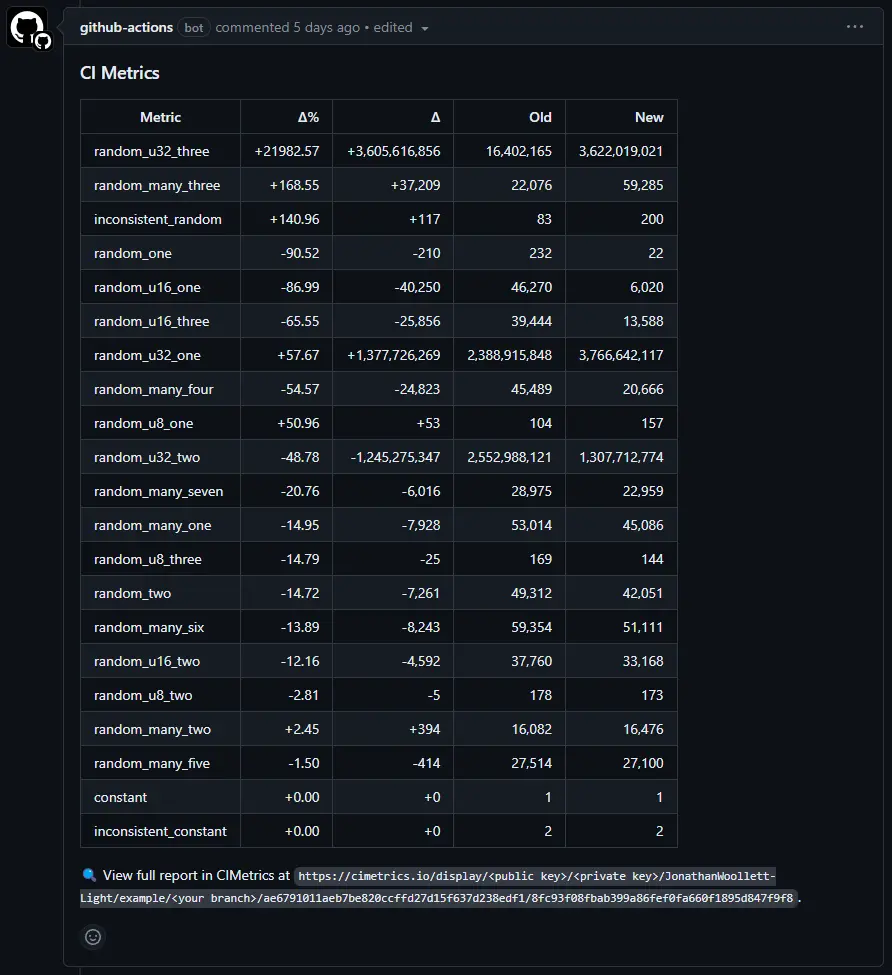 github-actions bot commented 5 days ago • edited
CI Metrics
Metric Δ% Δ Old New
random_u32_three +21982.57 +3,605,616,856 16,402,165 3,622,019,021
random_many_three +168.55 +37,209 22,076 59,285
inconsistent_random +140.96 +117 83 200
random_one -90.52 -210 232 22
random_u16_one -86.99 -40,250 46,270 6,020
random_u16_three -65.55 -25,856 39,444 13,588
random_u32_one +57.67 +1,377,726,269 2,388,915,848 3,766,642,117
random_many_four -54.57 -24,823 45,489 20,666
random_u8_one +50.96 +53 104 157
random_u32_two -48.78 -1,245,275,347 2,552,988,121 1,307,712,774
random_many_seven -20.76 -6,016 28,975 22,959
random_many_one -14.95 -7,928 53,014 45,086
random_u8_three -14.79 -25 169 144
random_two -14.72 -7,261 49,312 42,051
random_many_six -13.89 -8,243 59,354 51,111
random_u16_two -12.16 -4,592 37,760 33,168
random_u8_two -2.81 -5 178 173
random_many_two +2.45 +394 16,082 16,476
random_many_five -1.50 -414 27,514 27,100
constant +0.00 +0 1 1
inconsistent_constant +0.00 +0 2 2
View full report in CIMetrics at https://cimetrics.io/display/<public key>/<private key>/JonathanWoollett-
Light/example/<your branch>/ae6791011aeb7be820ccffd27d15f637d238edf1/8fc93f08fbab399a86fef0fa660f1895d847f9f8.